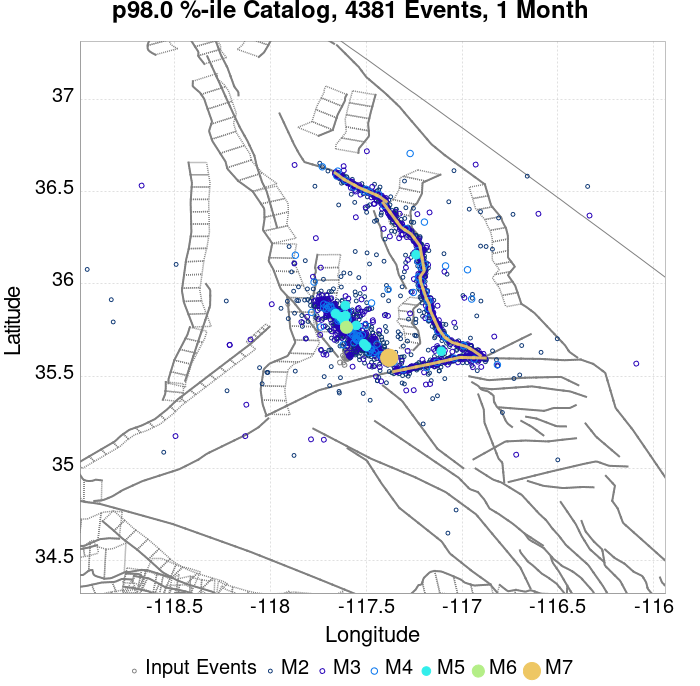 p98.0 %-ile Catalog, 4381 Events, 1 Month
37
36.5
36
35.5
35
34.5
Latitude
-118.5 -118 -117.5 -117 -116.5 -116
Longitude
Input Events M2 M3 M4 M5 M6 M7